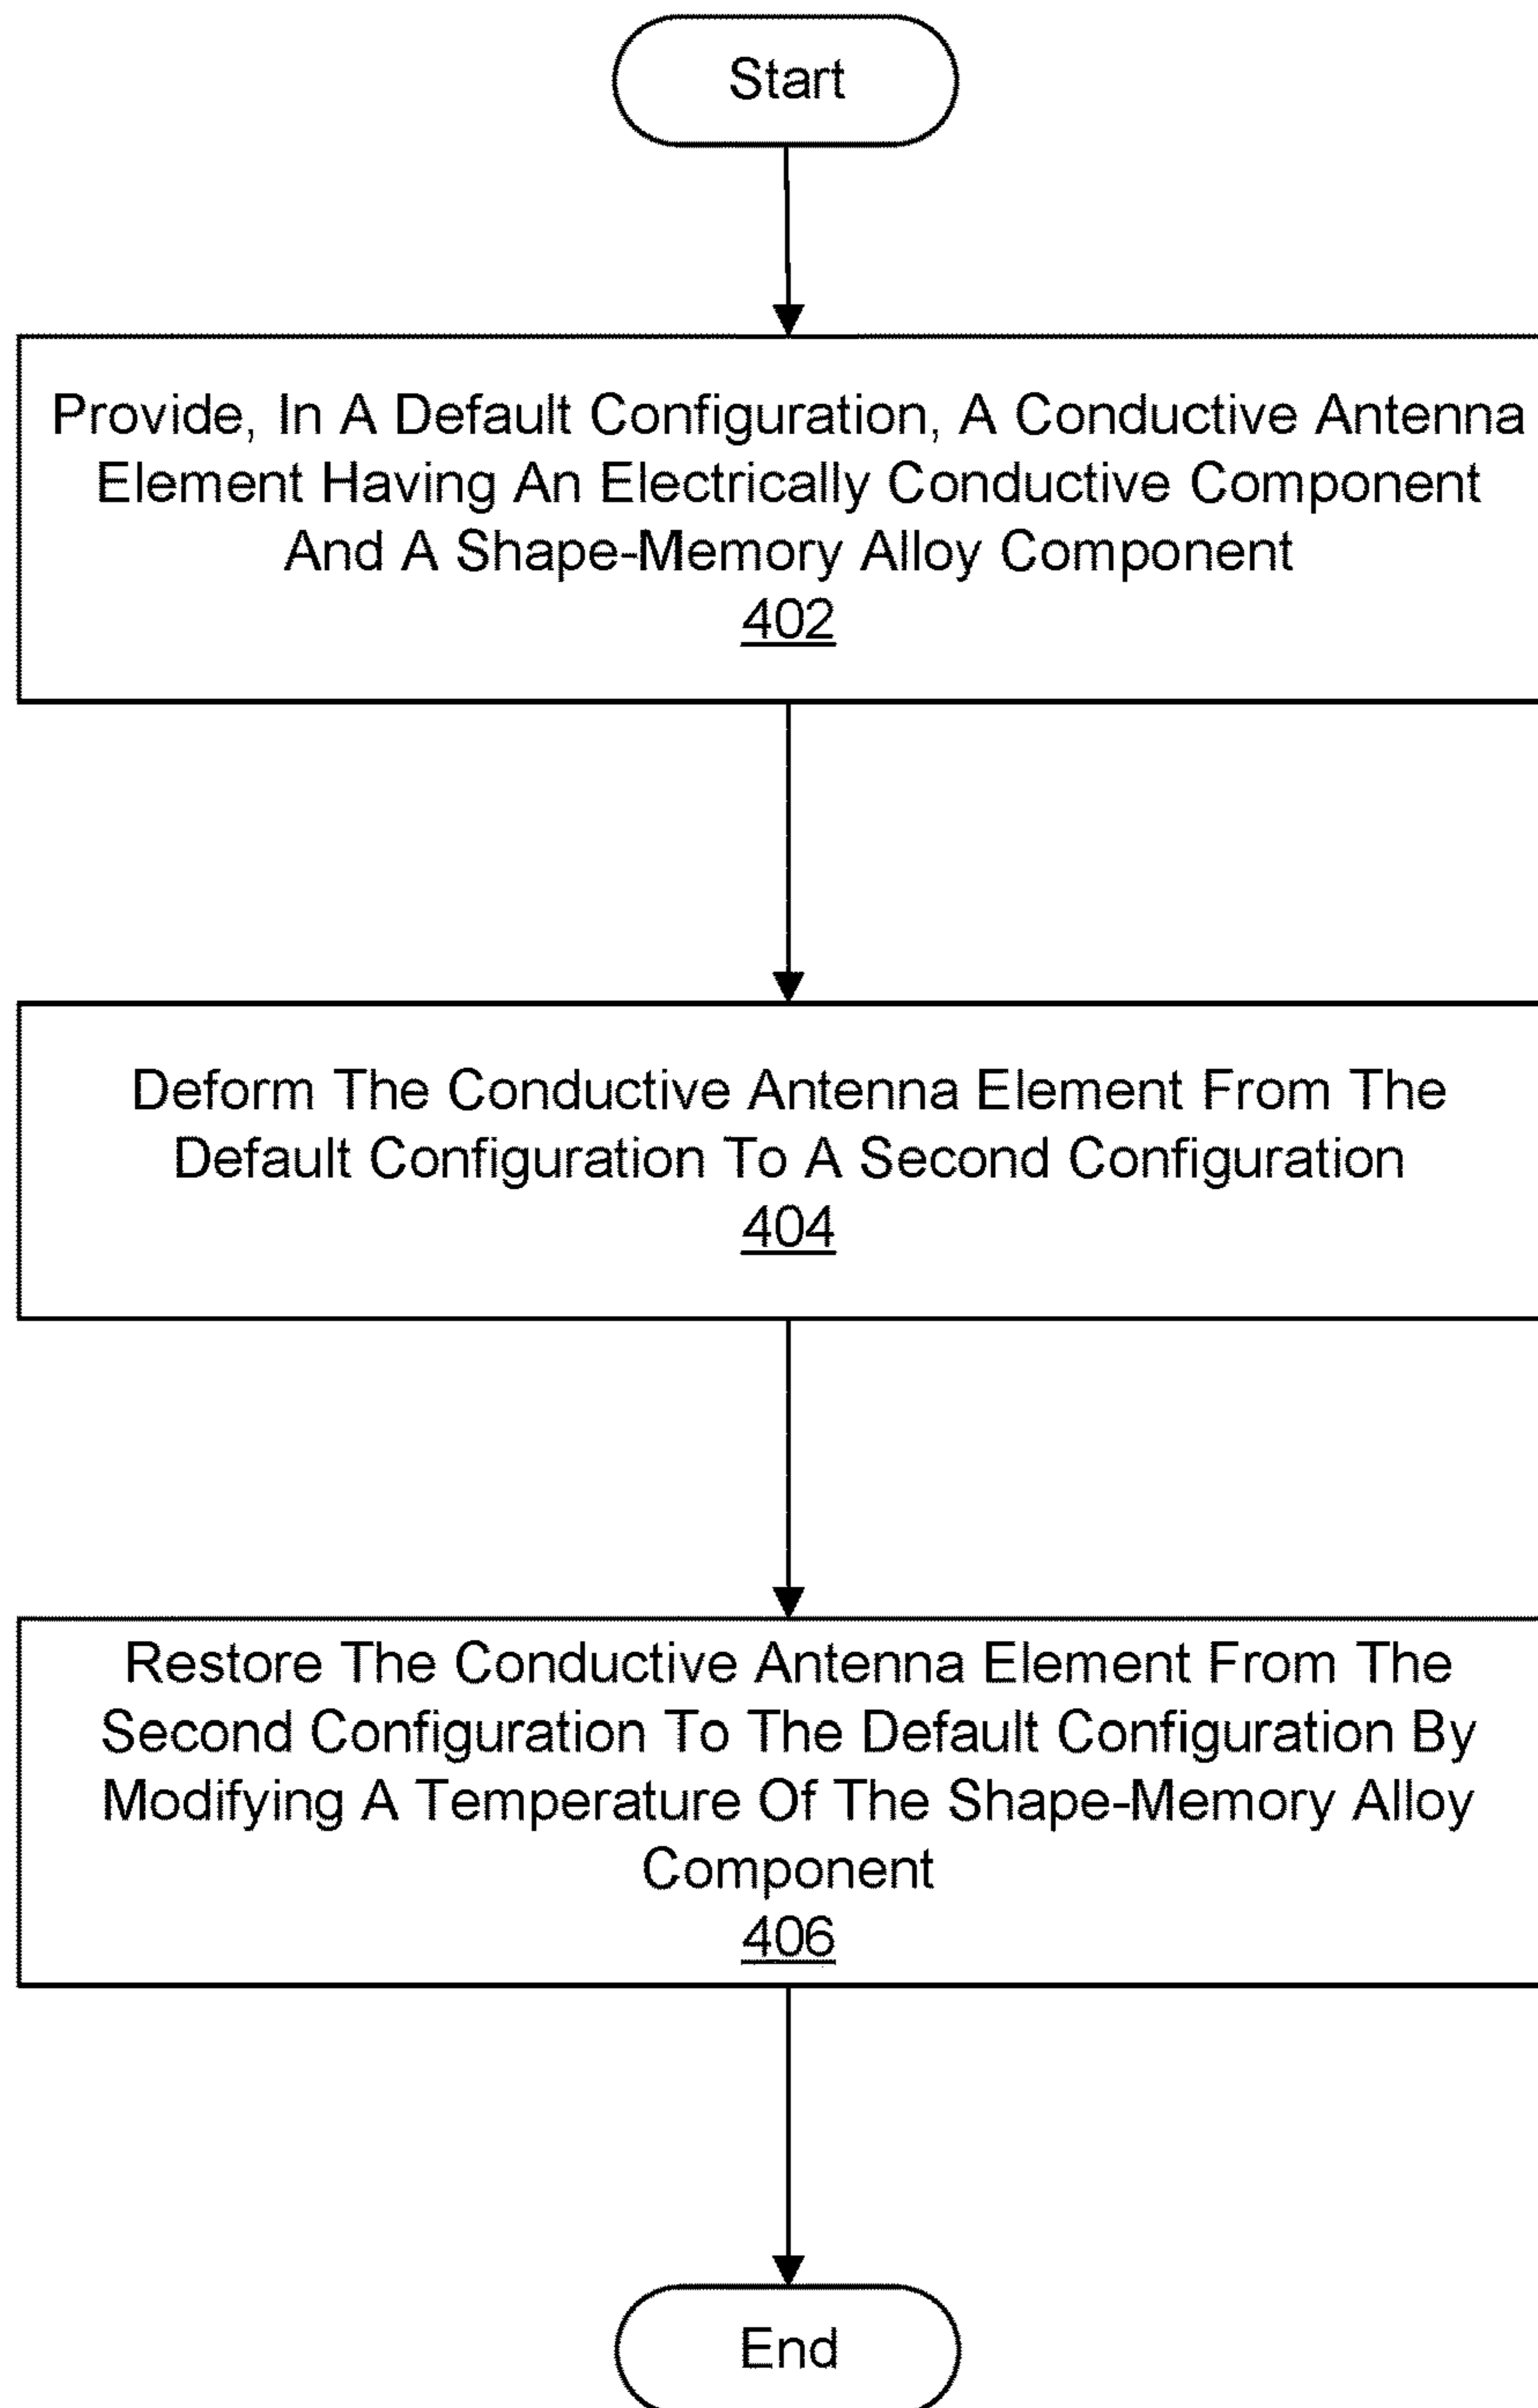 Start
Provide, In A Default Configuration, A Conductive Antenna
Element Having An Electrically Conductive Component
And A Shape-Memory Alloy Component
402
Deform The Conductive Antenna Element From The
Default Configuration To A Second Configuration
404
Restore The Conductive Antenna Element From The
Second Configuration To The Default Configuration By
Modifying A Temperature Of The Shape-Memory Alloy
Component
406
End